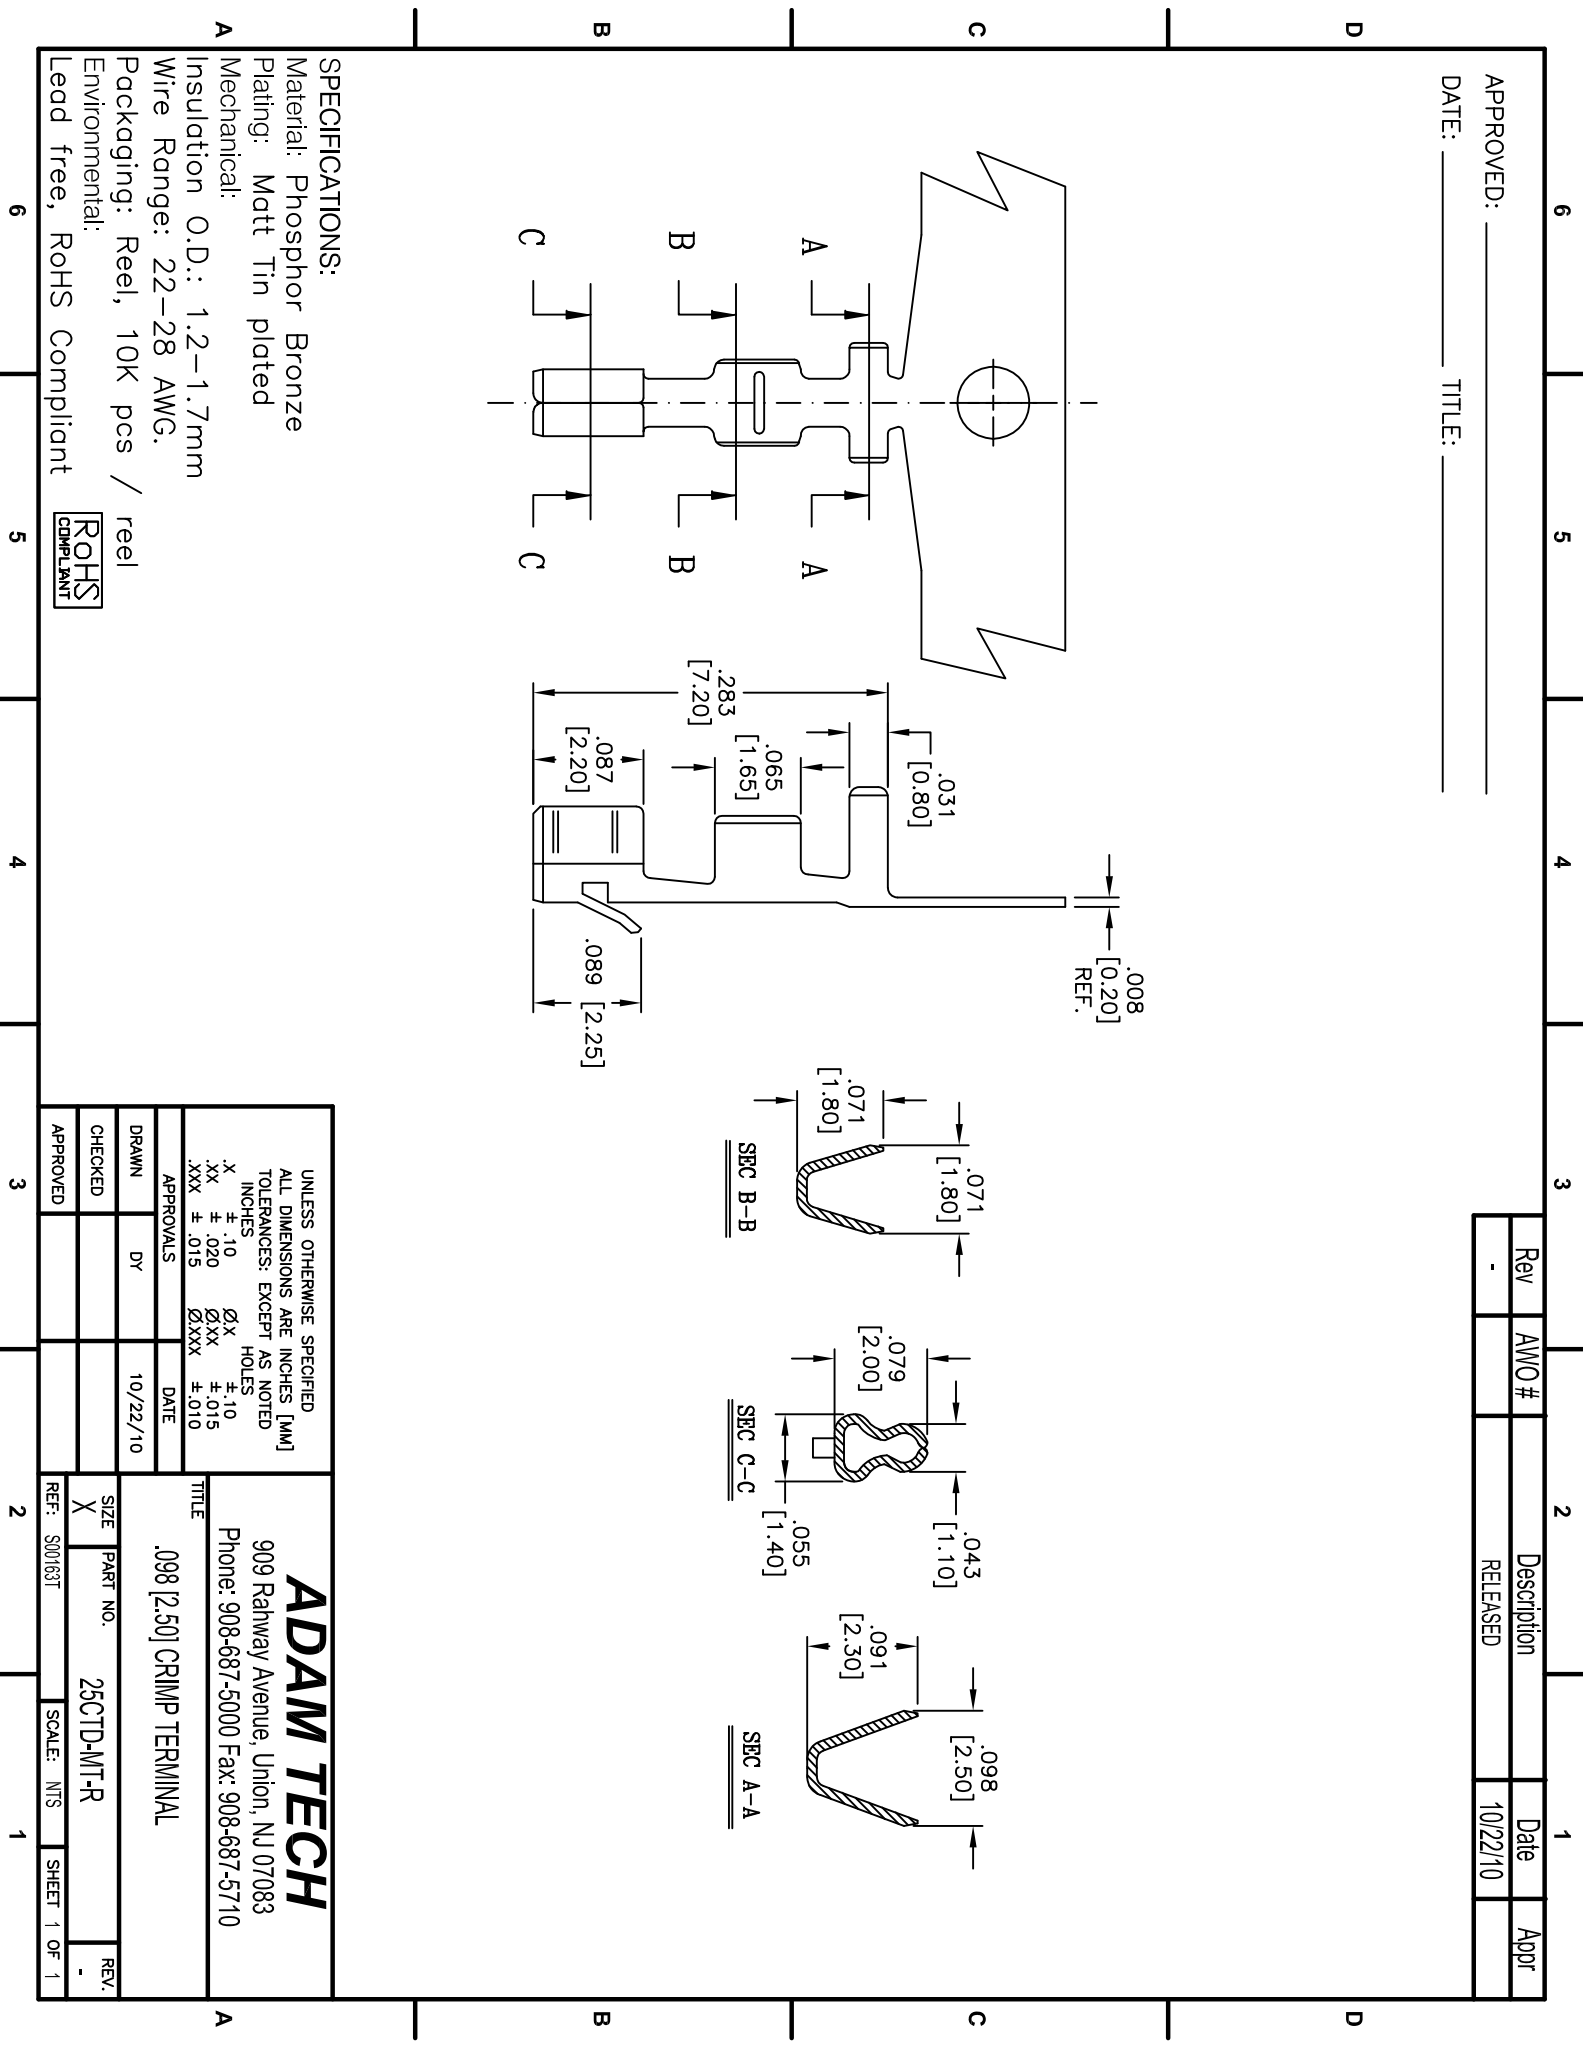 6
5
4
3
2
1
D
D
C
C
B
B
A
A
APPROVED:
DATE:
TITLE:
Rev
AWO #
Description
Date
Appr
-
RELEASED
10/22/10
A
A
B
B
C
C
.283
[7.20]
.031
[0.80]
.065
[1.65]
.087
[2.20]
.008
[0.20]
REF.
.089 [2.25]
.071
[1.80]
.071
[1.80]
SEC B-B
.079
[2.00]
.043
[1.10]
.055
[1.40]
SEC C-C
.091
[2.30]
.098
[2.50]
SEC A-A
SPECIFICATIONS:
Material: Phosphor Bronze
Plating: Matt Tin plated
Mechanical:
Insulation O.D.: 1.2-1.7mm
Wire Range: 22-28 AWG.
Packaging: Reel, 10K pcs / reel
Environmental:
Lead free, RoHS Compliant
RoHS
COMPLIANT
UNLESS OTHERWISE SPECIFIED
ALL DIMENSIONS ARE INCHES [MM]
TOLERANCES: EXCEPT AS NOTED
INCHES HOLES
.X ± .10 Ø.X ±.10
.XX ± .020 Ø.XX ±.015
.XXX ± .015 Ø.XXX ±.010
APPROVALS DATE
DRAWN DY 10/22/10
CHECKED
APPROVED
ADAM TECH
909 Rahway Avenue, Union, NJ 07083
Phone: 908-687-5000 Fax: 908-687-5710
TITLE
.098 [2.50] CRIMP TERMINAL
SIZE
X
PART NO.
25CTD-MT-R
REV.
-
REF: S00163T
SCALE: NTS
SHEET 1 OF 1
6
5
4
3
2
1